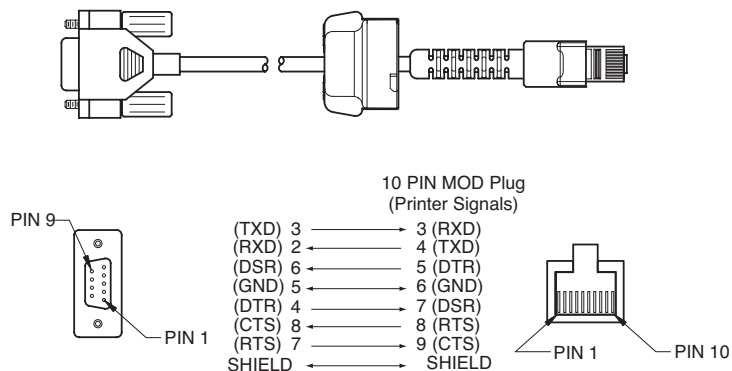 10 PIN MOD Plug
(Printer Signals)
PIN 9
(TXD) 3 3 (RXD)
(RXD) 2 4 (TXD)
(DSR) 6 5 (DTR)
(GND) 5 6 (GND)
(DTR) 4 7 (DSR)
(CTS) 8 8 (RTS)
(RTS) 7 9 (CTS)
SHIELD SHIELD
PIN 1
PIN 1
PIN 10